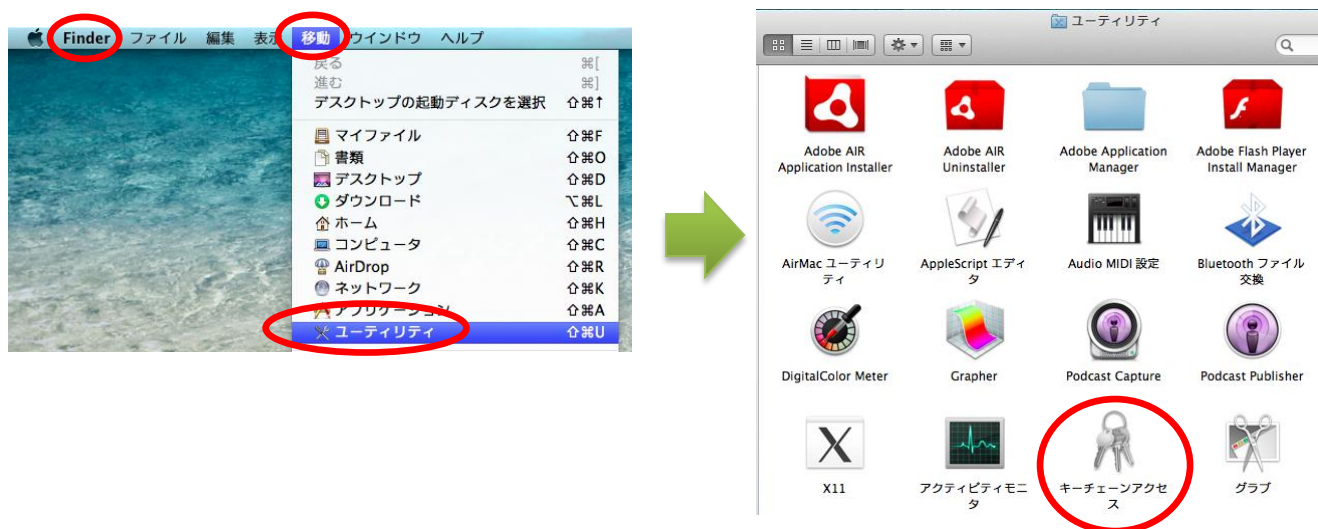 Finder ファイル 編集 表示 移動 ウインドウ ヘルプ
戻る ⌘[
進む ⌘]
デスクトップの起動ディスクを選択 ⇧⌘↑
マイファイル ⇧⌘F
書類 ⇧⌘O
デスクトップ ⇧⌘D
ダウンロード ⌥⌘L
ホーム ⇧⌘H
コンピュータ ⇧⌘C
AirDrop ⇧⌘R
ネットワーク ⇧⌘K
アプリケーション ⇧⌘A
ユーティリティ ⇧⌘U
ユーティリティ
Adobe AIR
Application Installer
Adobe AIR
Uninstaller
Adobe Application
Manager
Adobe Flash Player
Install Manager
AirMac ユーティリ
ティ
AppleScript エディ
タ
Audio MIDI 設定
Bluetooth ファイル
交換
DigitalColor Meter
Grapher
Podcast Capture
Podcast Publisher
X11
アクティビティモニ
タ
キーチェーンアクセ
ス
グラブ